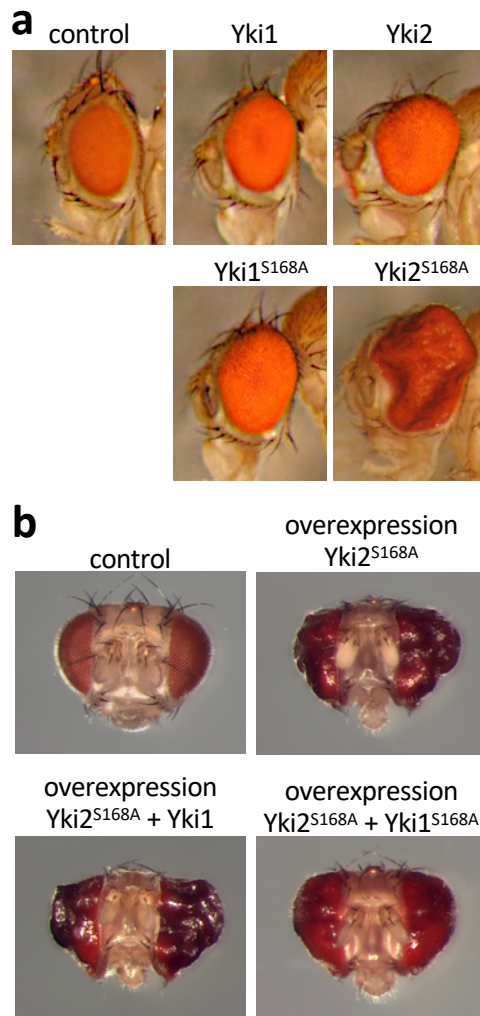 a
control Yki1 Yki2
Yki1S168A Yki2S168A
b
control
overexpression
Yki2S168A
overexpression
Yki2S168A + Yki1
overexpression
Yki2S168A + Yki1S168A